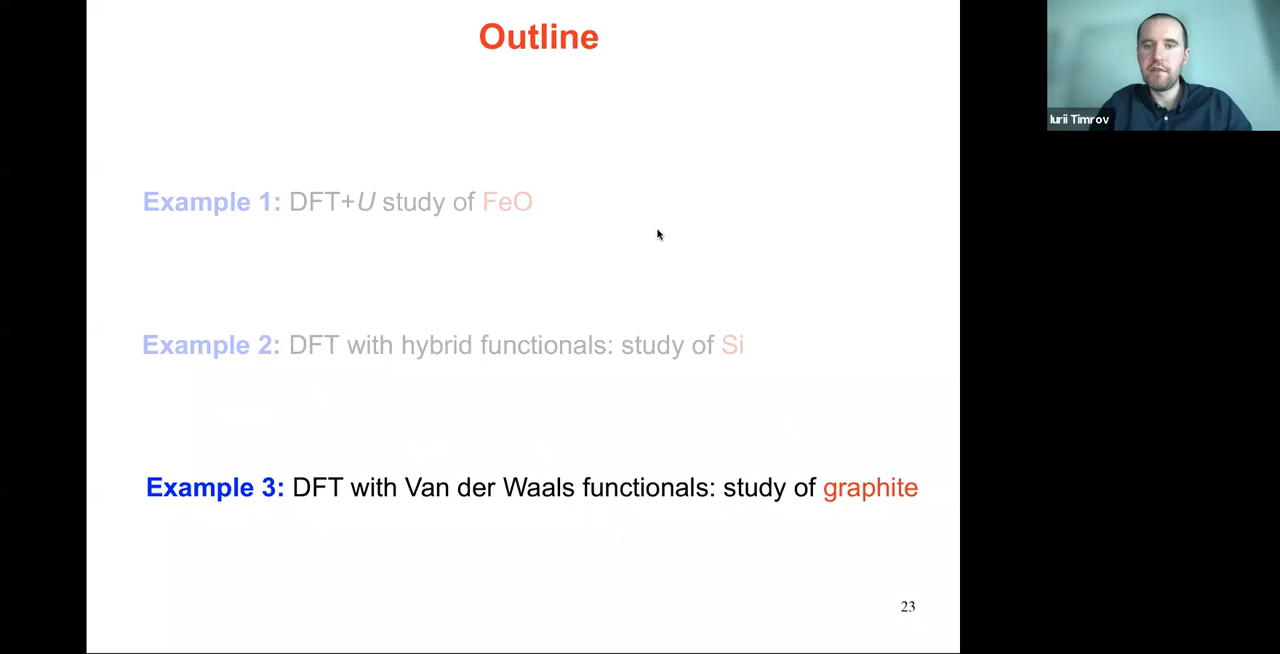 Outline
Iurii Timrov
Example 1: DFT+U study of FeO
Example 2: DFT with hybrid functionals: study of Si
Example 3: DFT with Van der Waals functionals: study of graphite
23